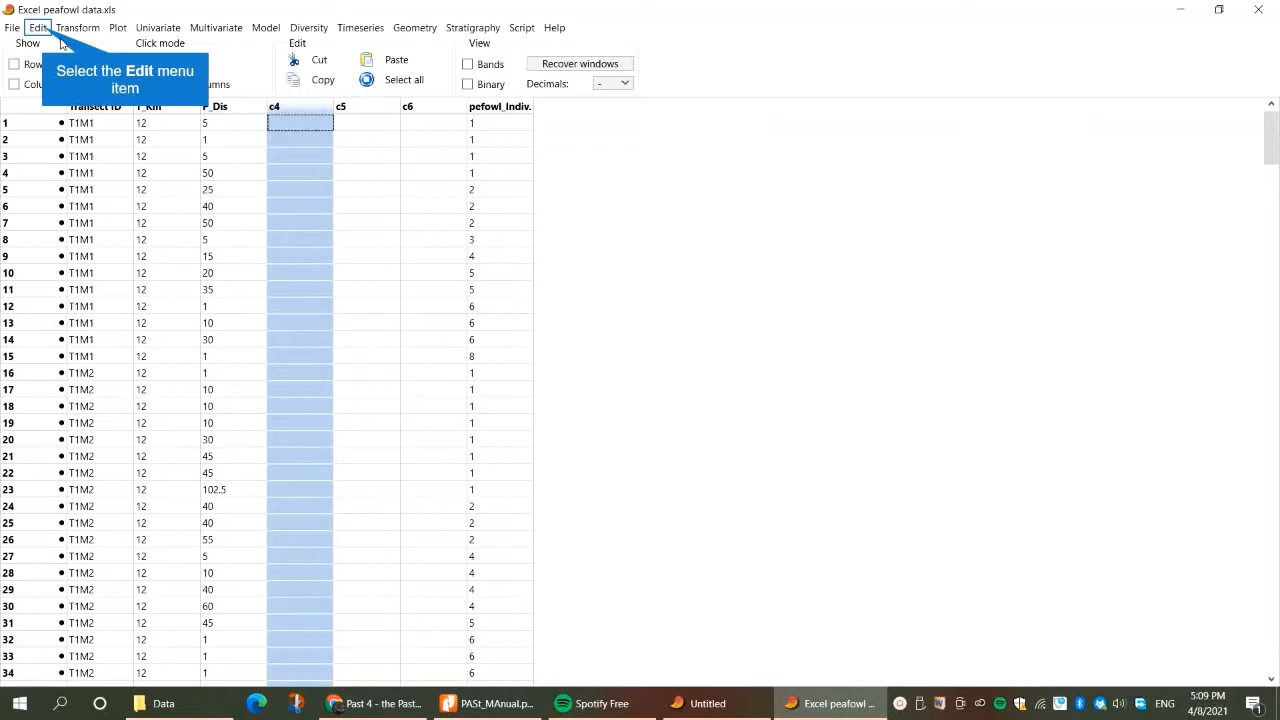 Excel peafowl data.xls
File Edit Transform Plot Univariate Multivariate Model Diversity Timeseries Geometry Stratigraphy Script Help
Show Click mode Edit View
Select the Edit menu
item
Row Cut Paste Bands Recover windows
Colu umns Copy Select all Binary Decimals: -
Transect ID T_Km P_Dis c4 c5 c6 pefowl_Indiv.
1 T1M1 12 5 1
2 T1M1 12 1 1
3 T1M1 12 5 1
4 T1M1 12 50 1
5 T1M1 12 25 2
6 T1M1 12 40 2
7 T1M1 12 50 2
8 T1M1 12 5 3
9 T1M1 12 15 4
10 T1M1 12 20 5
11 T1M1 12 35 5
12 T1M1 12 1 6
13 T1M1 12 10 6
14 T1M1 12 30 6
15 T1M1 12 1 8
16 T1M2 12 1 1
17 T1M2 12 10 1
18 T1M2 12 10 1
19 T1M2 12 10 1
20 T1M2 12 30 1
21 T1M2 12 45 1
22 T1M2 12 45 1
23 T1M2 12 102.5 1
24 T1M2 12 40 2
25 T1M2 12 40 2
26 T1M2 12 55 2
27 T1M2 12 5 4
28 T1M2 12 10 4
29 T1M2 12 40 4
30 T1M2 12 60 4
31 T1M2 12 45 5
32 T1M2 12 1 6
33 T1M2 12 1 6
34 T1M2 12 1 6
Data Past 4 - the Past... PASt_MAnual.p... Spotify Free Untitled Excel peafowl ... ENG 5:09 PM
4/8/2021